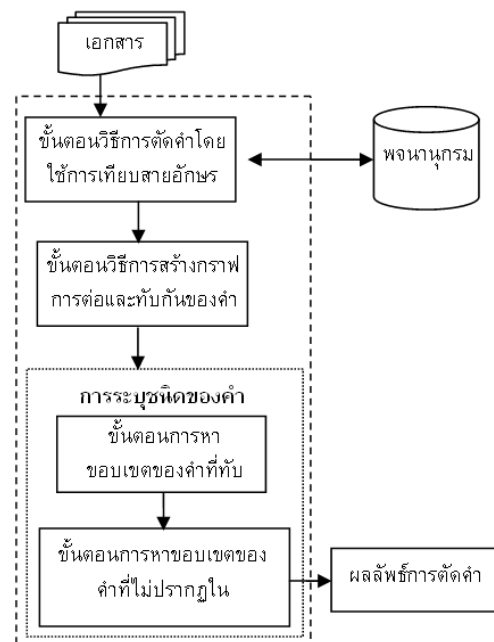 เอกสาร
ขั้นตอนวิธีการตัดคำโดย
ใช้การเทียบสายอักษร
พจนานุกรม
ขั้นตอนวิธีการสร้างกราฟ
การต่อและทับกันของคำ
การระบุชนิดของคำ
ขั้นตอนการหา
ขอบเขตของคำที่ทับ
ขั้นตอนการหาขอบเขตของ
คำที่ไม่ปรากฏใน
ผลลัพธ์การตัดคำ